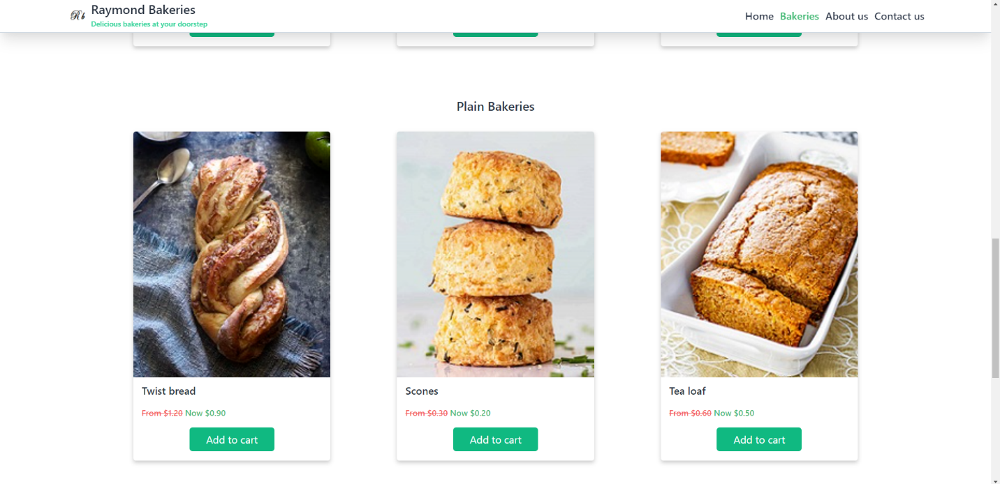 Rb
Raymond Bakeries
Delicious bakeries at your doorstep
Home Bakeries About us Contact us
Plain Bakeries
Twist bread
From $1.20 Now $0.90
Add to cart
Scones
From $0.30 Now $0.20
Add to cart
Tea loaf
From $0.60 Now $0.50
Add to cart